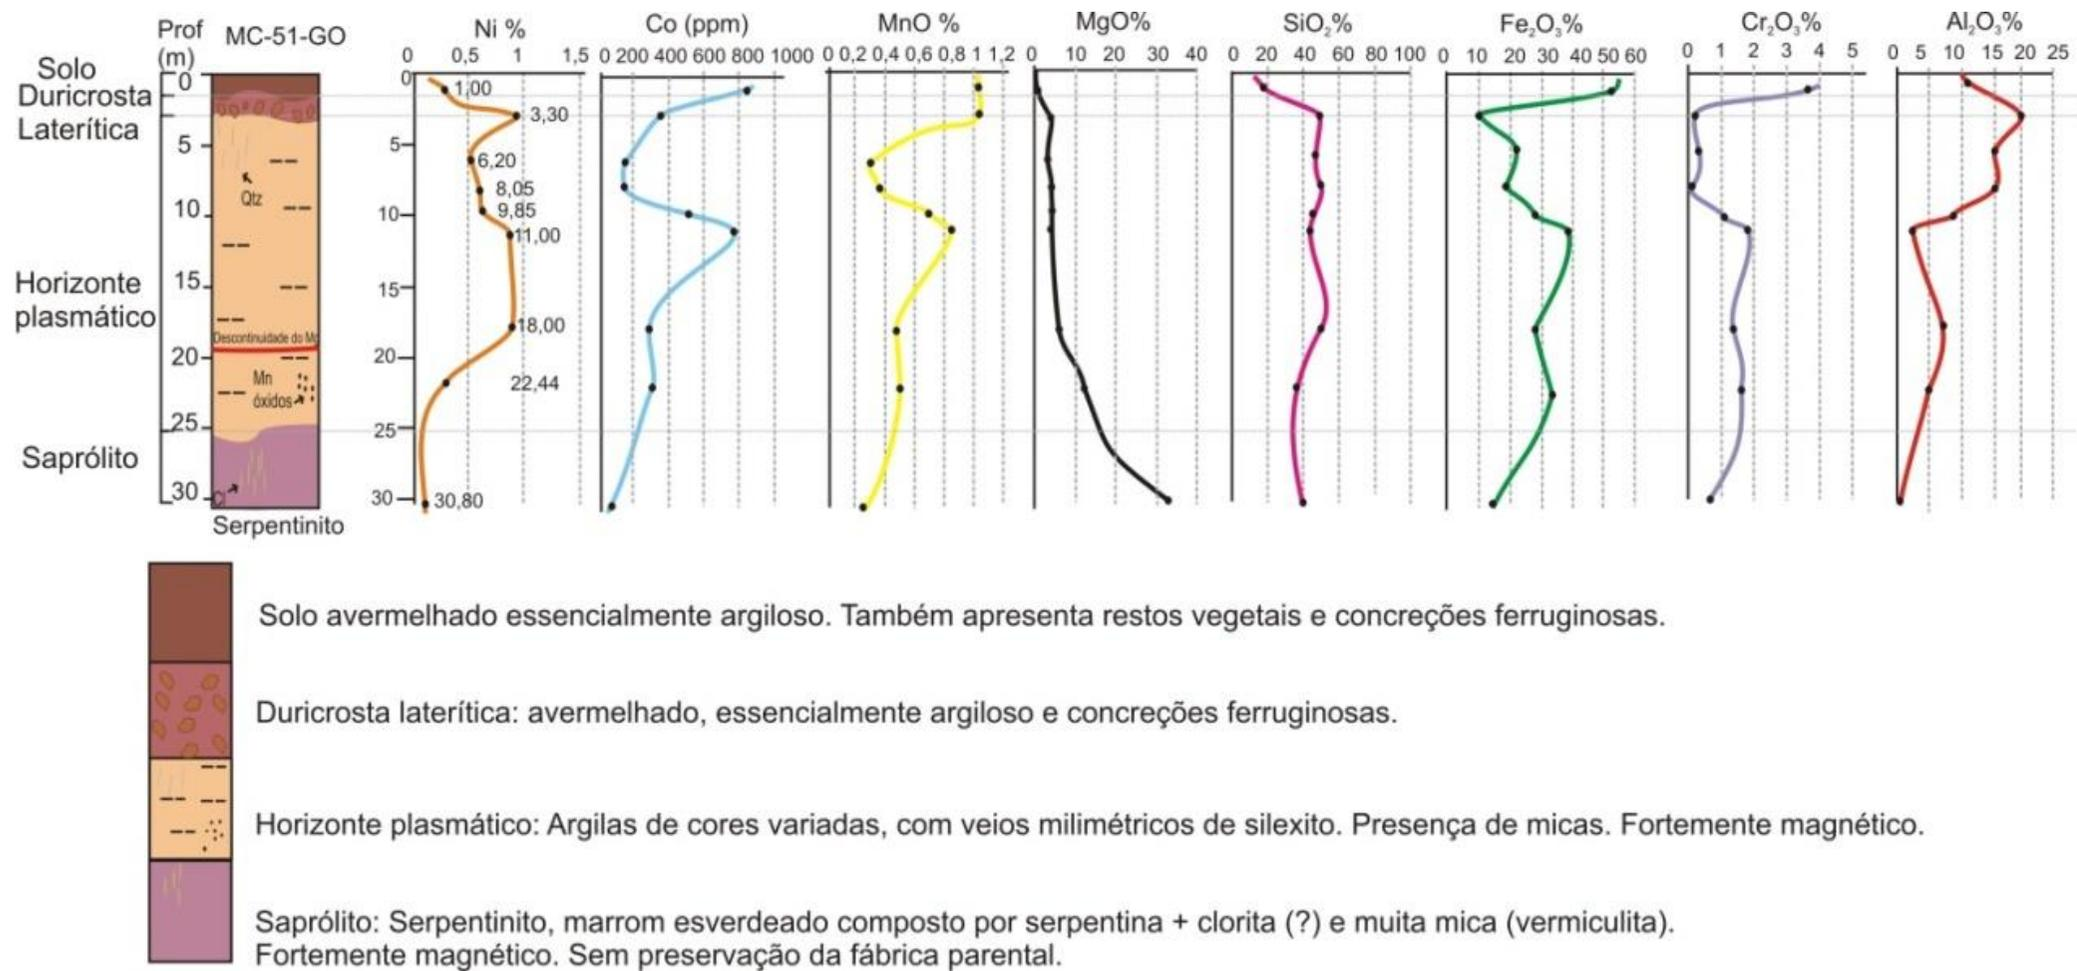 Prof
(m)
MC-51-GO
Ni %
Co (ppm)
MnO %
MgO%
SiO₂%
Fe₂O₃%
Cr₂O₃%
Al₂O₃%
0 0,5 1 1,5
0 200 400 600 800 1000
0 0,2 0,4 0,6 0,8 1 1,2
0 10 20 30 40
0 20 40 60 80 100
0 10 20 30 40 50 60
0 1 2 3 4 5
0 5 10 15 20 25
Solo
Duricrosta
Laterítica
Horizonte
plasmático
Saprólito
0
5
10
15
20
25
30
Qtz
Descontinuidade do Mg
Mn
óxidos
Serpentinito
0
5
10
15
20
25
30
1,00
3,30
6,20
8,05
9,85
11,00
18,00
22,44
30,80
Solo avermelhado essencialmente argiloso. Também apresenta restos vegetais e concreções ferruginosas.
Duricrosta laterítica: avermelhado, essencialmente argiloso e concreções ferruginosas.
Horizonte plasmático: Argilas de cores variadas, com veios milimétricos de silexito. Presença de micas. Fortemente magnético.
Saprólito: Serpentinito, marrom esverdeado composto por serpentina + clorita (?) e muita mica (vermiculita).
Fortemente magnético. Sem preservação da fábrica parental.